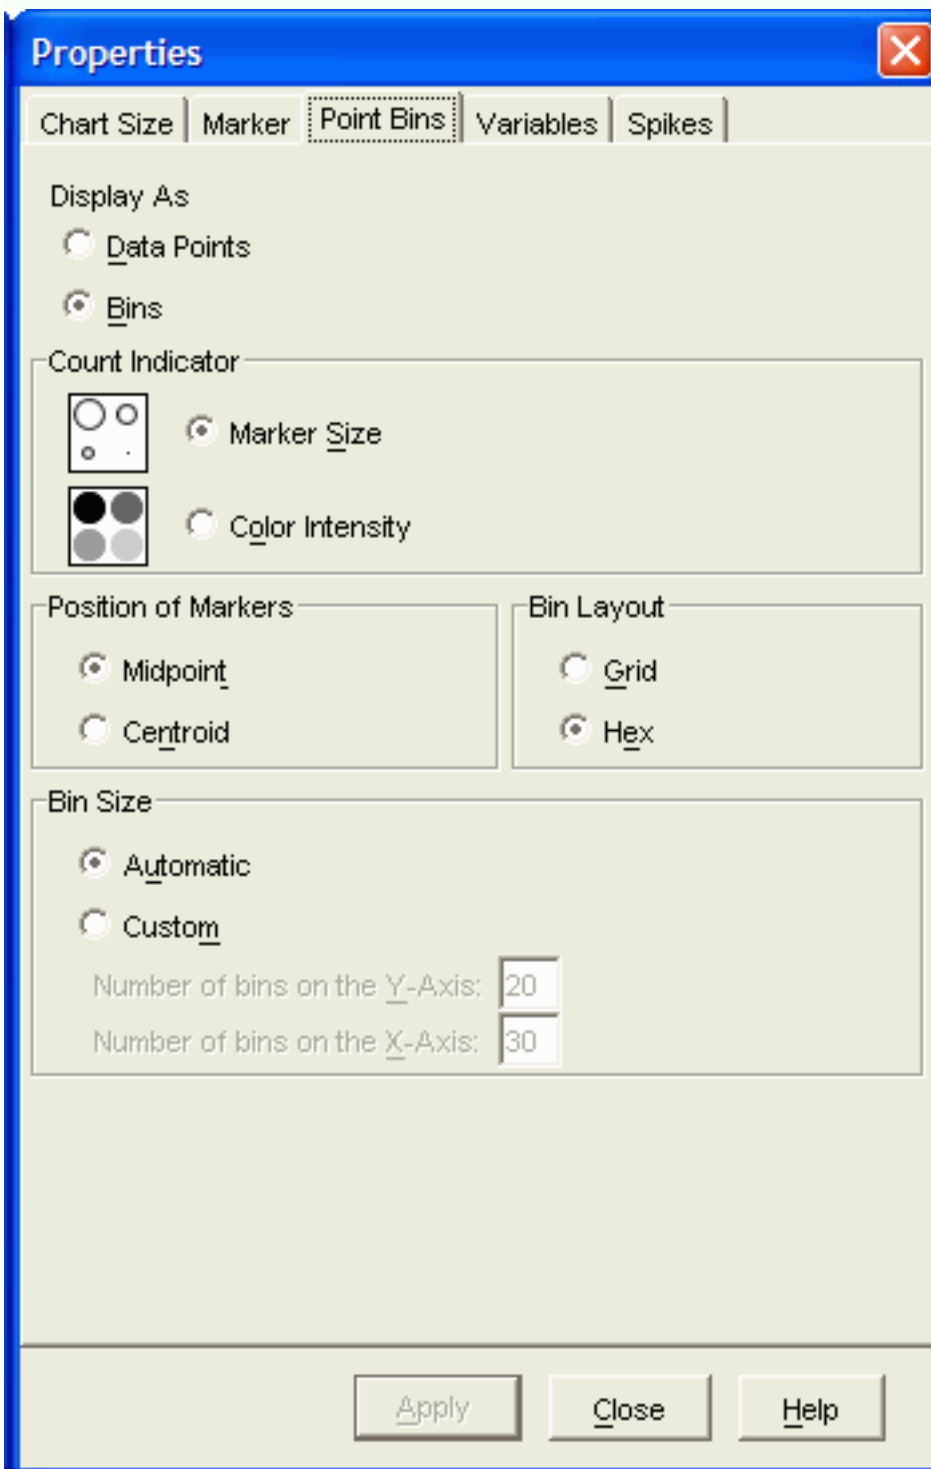 Properties
Chart Size Marker Point Bins Variables Spikes
Display As
Data Points
Bins
Count Indicator
Marker Size
Color Intensity
Position of Markers
Midpoint
Centroid
Bin Layout
Grid
Hex
Bin Size
Automatic
Custom
Number of bins on the Y-Axis: 20
Number of bins on the X-Axis: 30
Apply Close Help